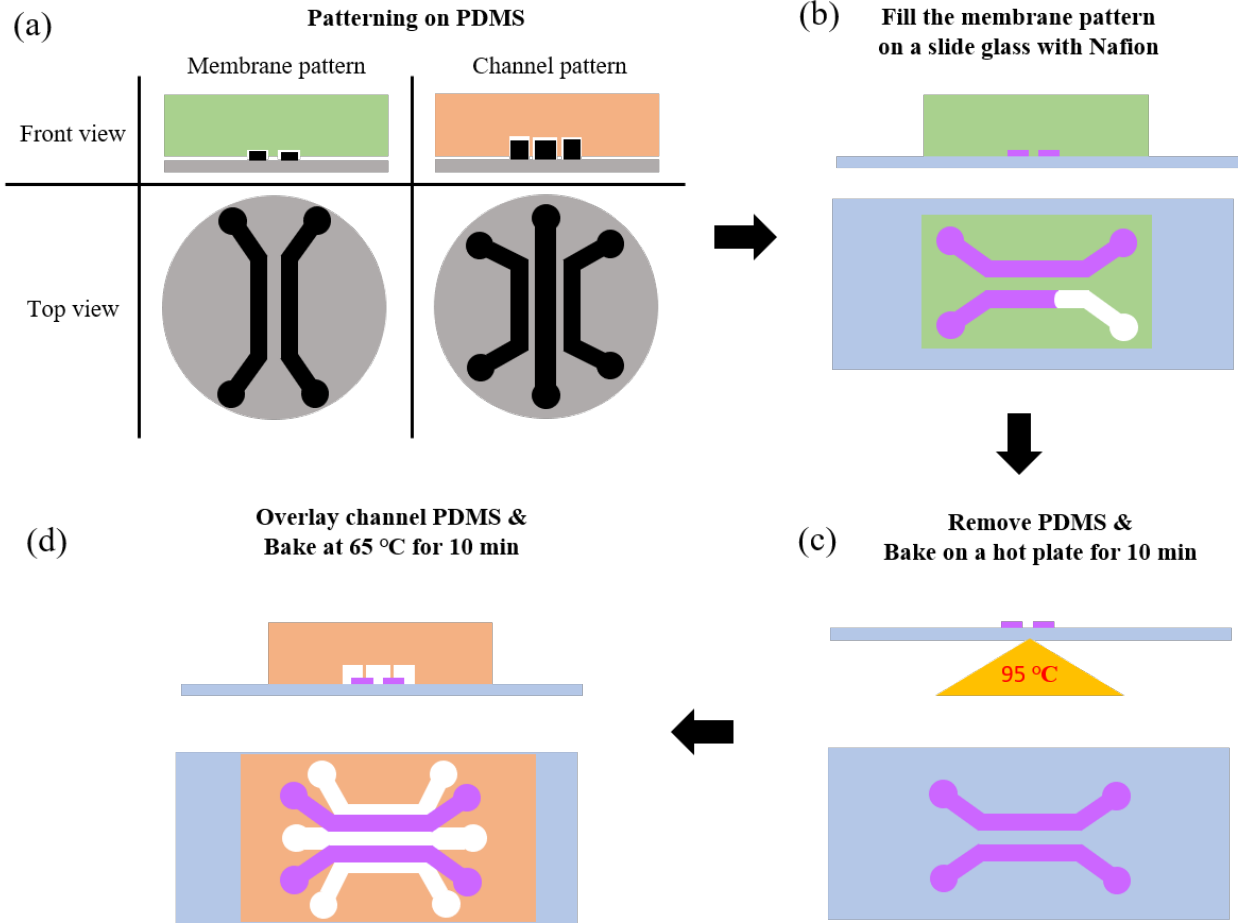 (a)
Patterning on PDMS
Membrane pattern
Channel pattern
Front view
Top view
(b)
Fill the membrane pattern
on a slide glass with Nafion
(c)
Remove PDMS &
Bake on a hot plate for 10 min
95 ℃
(d)
Overlay channel PDMS &
Bake at 65 ℃ for 10 min